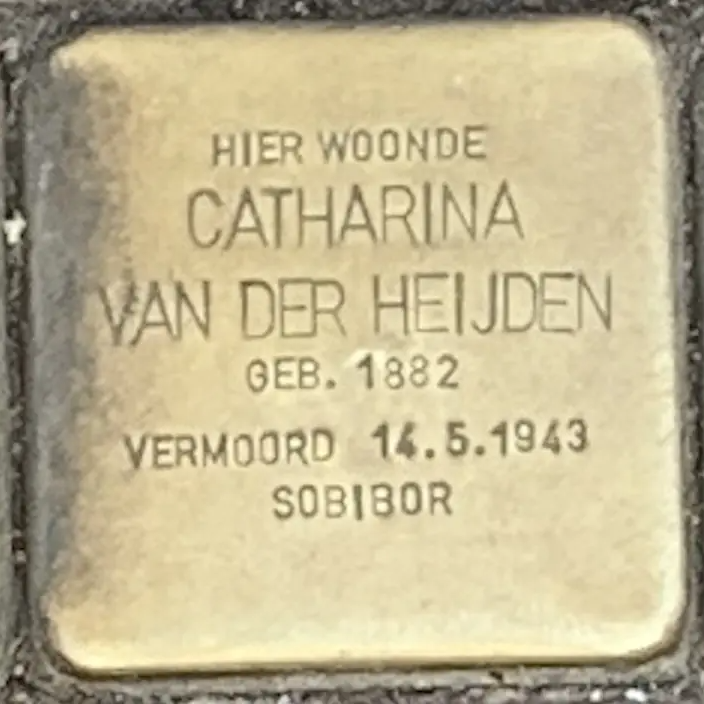 HIER WOONDE
CATHARINA
VAN DER HEIJDEN
GEB. 1882
VERMOORD 14.5.1943
SOBIBOR